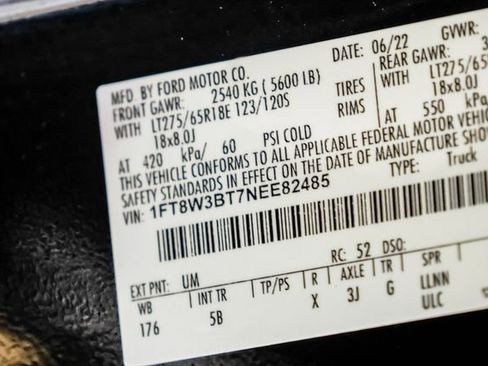 MFD BY FORD MOTOR CO.
DATE: 06/22
GVWR:
FRONT GAWR: 2540 KG ( 5600 LB)
REAR GAWR:
WITH LT275/65R18E 123/120S TIRES WITH LT275/65
18x8.0J RIMS 18x8.0J
AT 420 kPa/ 60 PSI COLD AT 550 kPa/
THIS VEHICLE CONFORMS TO ALL APPLICABLE FEDERAL MOTOR VEHIC
SAFETY STANDARDS IN EFFECT ON THE DATE OF MANUFACTURE SHO
VIN: 1FT8W3BT7NEE82485 TYPE: Truck
RC: 52 DSO:
EXT PNT: UM
WB INT TR TP/PS R AXLE TR SPR
176 5B X 3J G LLNN
ULC